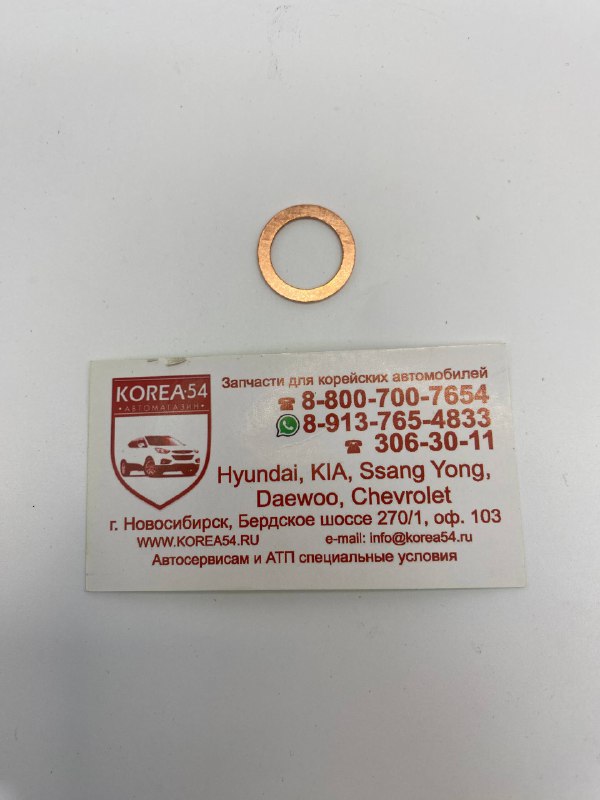 KOREA·54
•АВТОМАГАЗИН•
Запчасти для корейских автомобилей
8-800-700-7654
8-913-765-4833
306-30-11
Hyundai, KIA, Ssang Yong,
Daewoo, Chevrolet
г. Новосибирск, Бердское шоссе 270/1, оф. 103
WWW.KOREA54.RU e-mail: info@korea54.ru
Автосервисам и АТП специальные условия